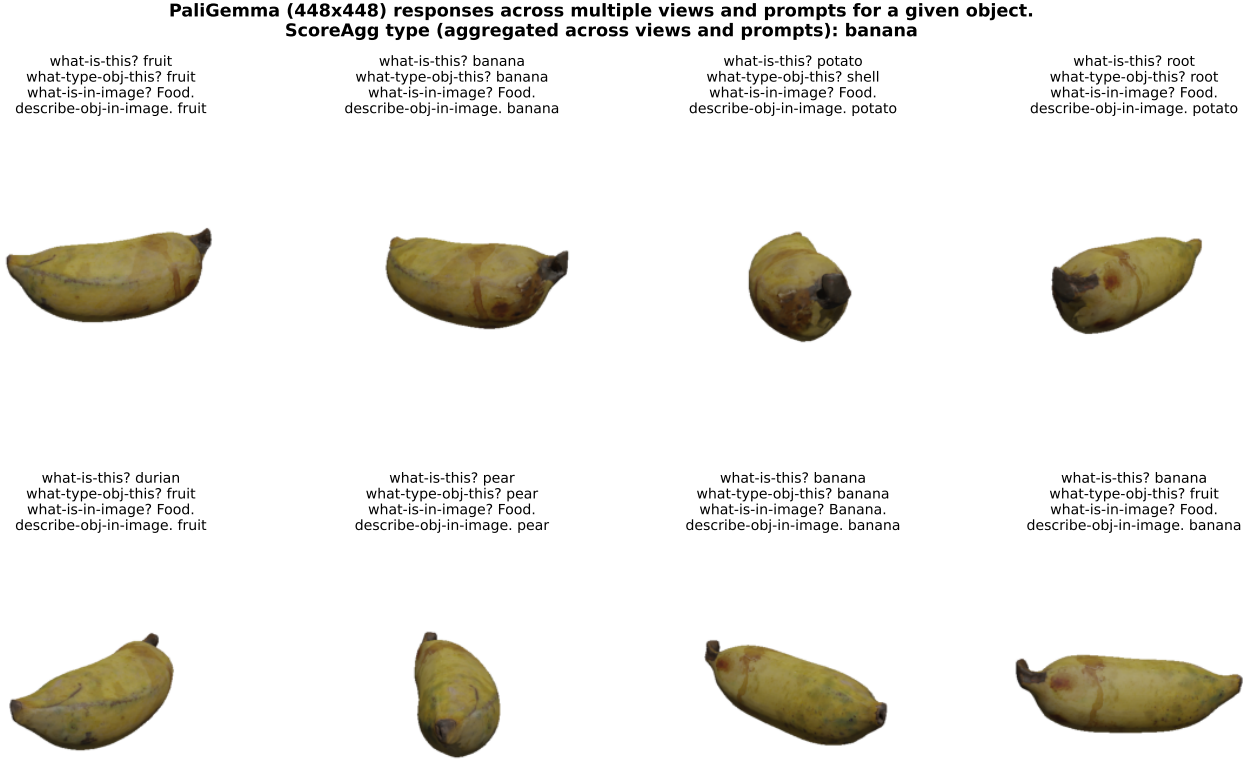 PaliGemma (448x448) responses across multiple views and prompts for a given object.
ScoreAgg type (aggregated across views and prompts): banana
what-is-this? fruit
what-type-obj-this? fruit
what-is-in-image? Food.
describe-obj-in-image. fruit
what-is-this? banana
what-type-obj-this? banana
what-is-in-image? Food.
describe-obj-in-image. banana
what-is-this? potato
what-type-obj-this? shell
what-is-in-image? Food.
describe-obj-in-image. potato
what-is-this? root
what-type-obj-this? root
what-is-in-image? Food.
describe-obj-in-image. potato
what-is-this? durian
what-type-obj-this? fruit
what-is-in-image? Food.
describe-obj-in-image. fruit
what-is-this? pear
what-type-obj-this? pear
what-is-in-image? Food.
describe-obj-in-image. pear
what-is-this? banana
what-type-obj-this? banana
what-is-in-image? Banana.
describe-obj-in-image. banana
what-is-this? banana
what-type-obj-this? fruit
what-is-in-image? Food.
describe-obj-in-image. banana